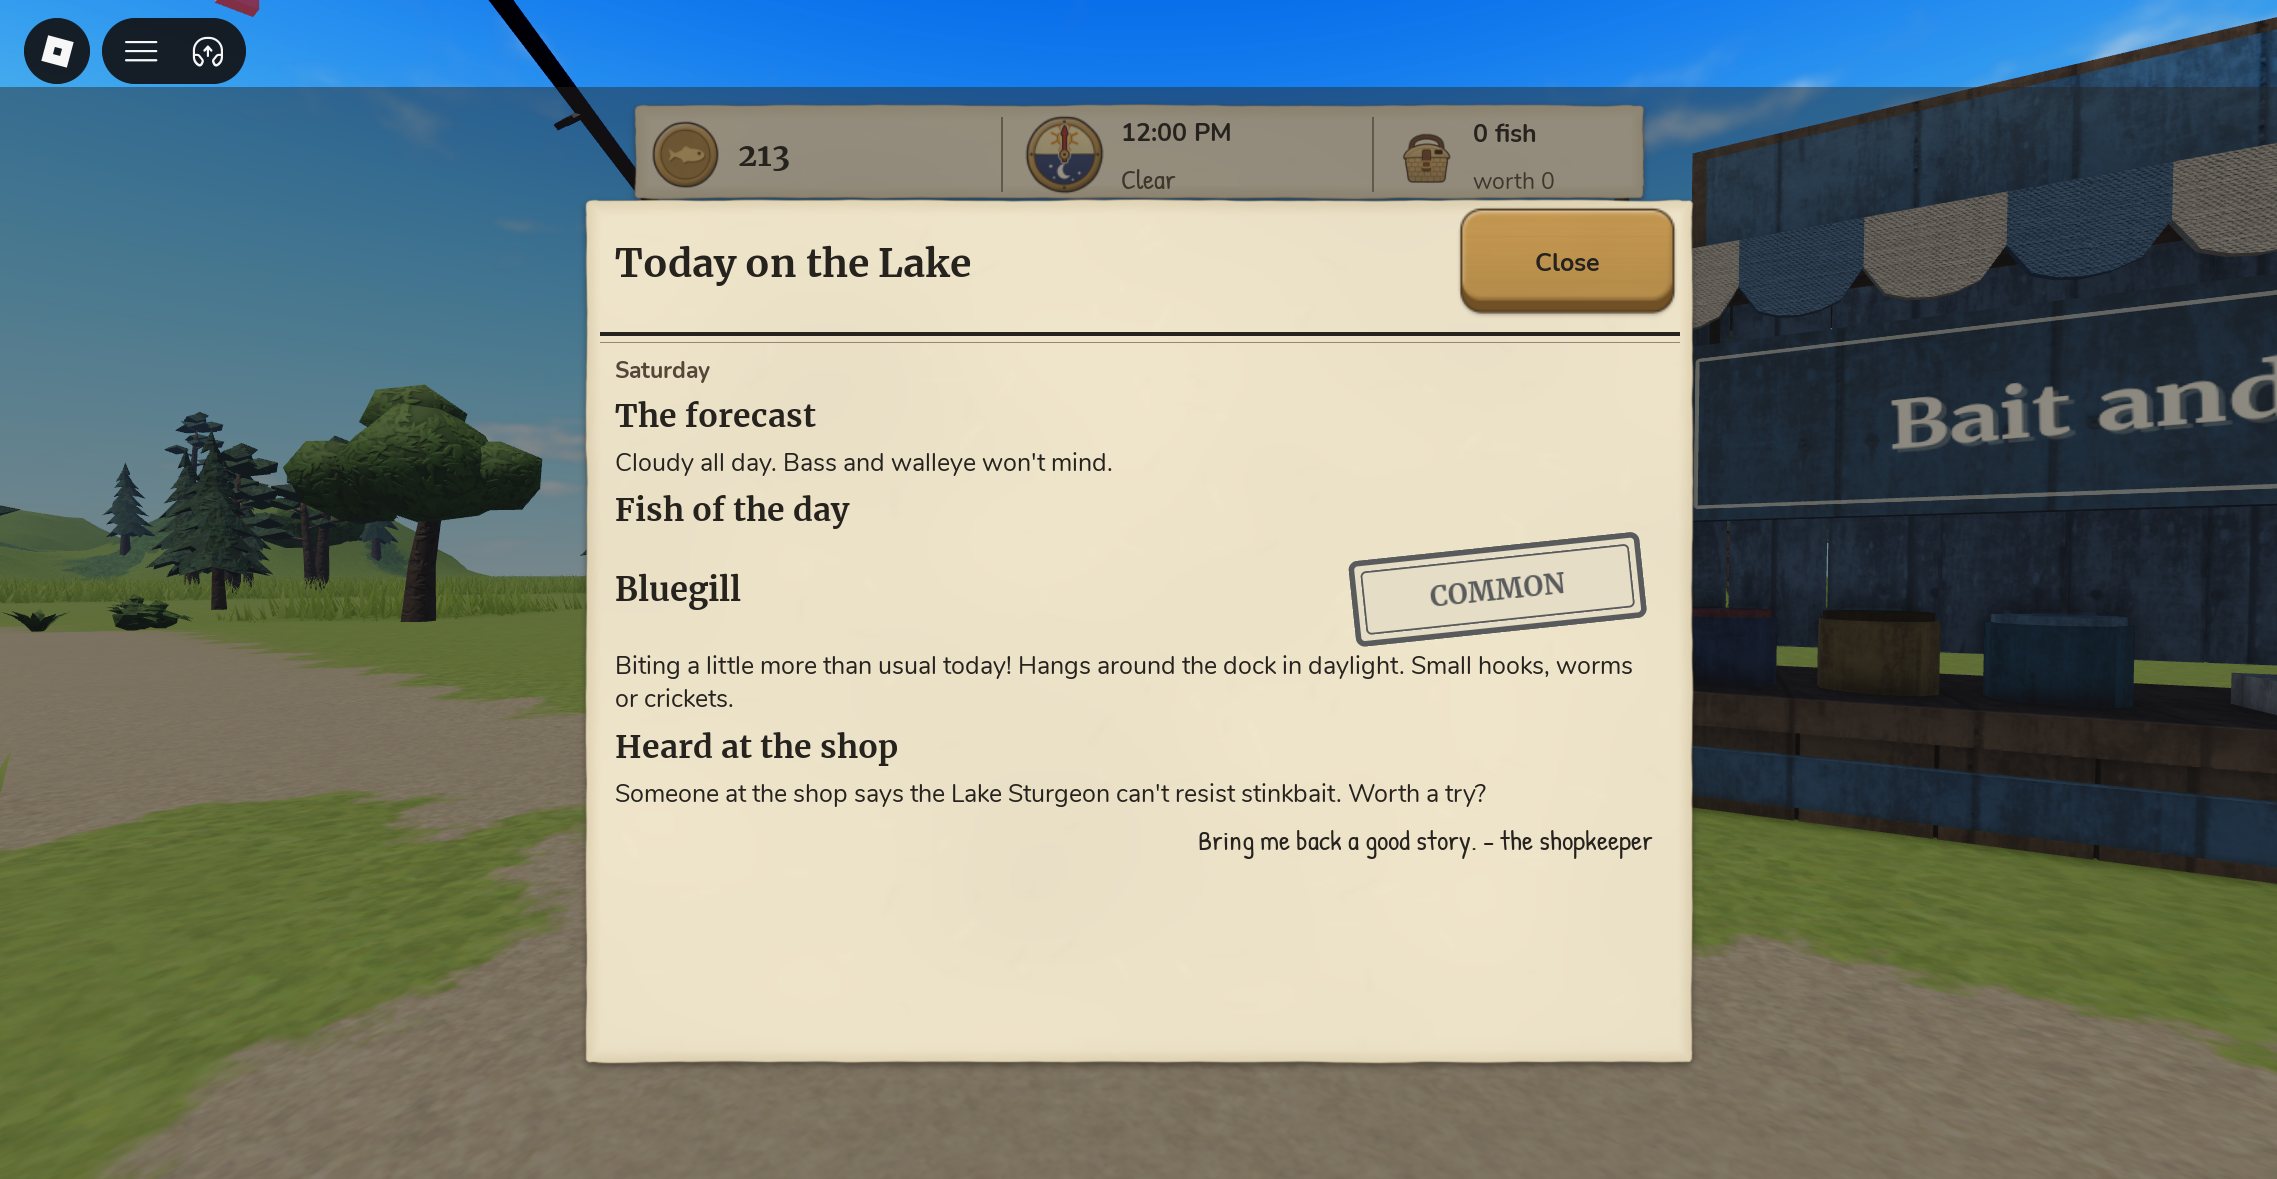 213
12:00 PM
Clear
0 fish
worth 0
Today on the Lake
Close
Saturday
The forecast
Cloudy all day. Bass and walleye won't mind.
Fish of the day
Bluegill
COMMON
Biting a little more than usual today! Hangs around the dock in daylight. Small hooks, worms
or crickets.
Heard at the shop
Someone at the shop says the Lake Sturgeon can't resist stinkbait. Worth a try?
Bring me back a good story. - the shopkeeper
Bait and